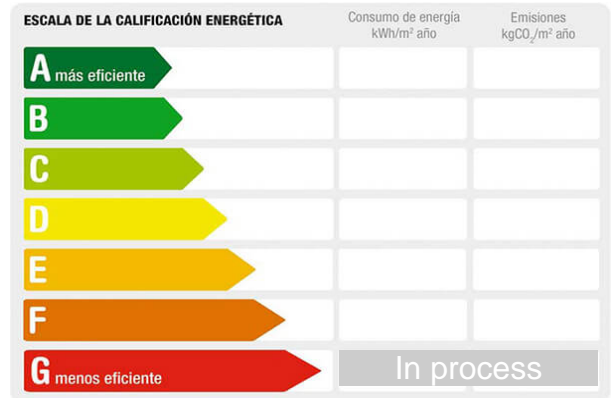 ESCALA DE LA CALIFICACIÓN ENERGÉTICA
Consumo de energía
kWh/m² año
Emisiones
kgCO₂/m² año
A más eficiente
B
C
D
E
F
G menos eficiente
In process